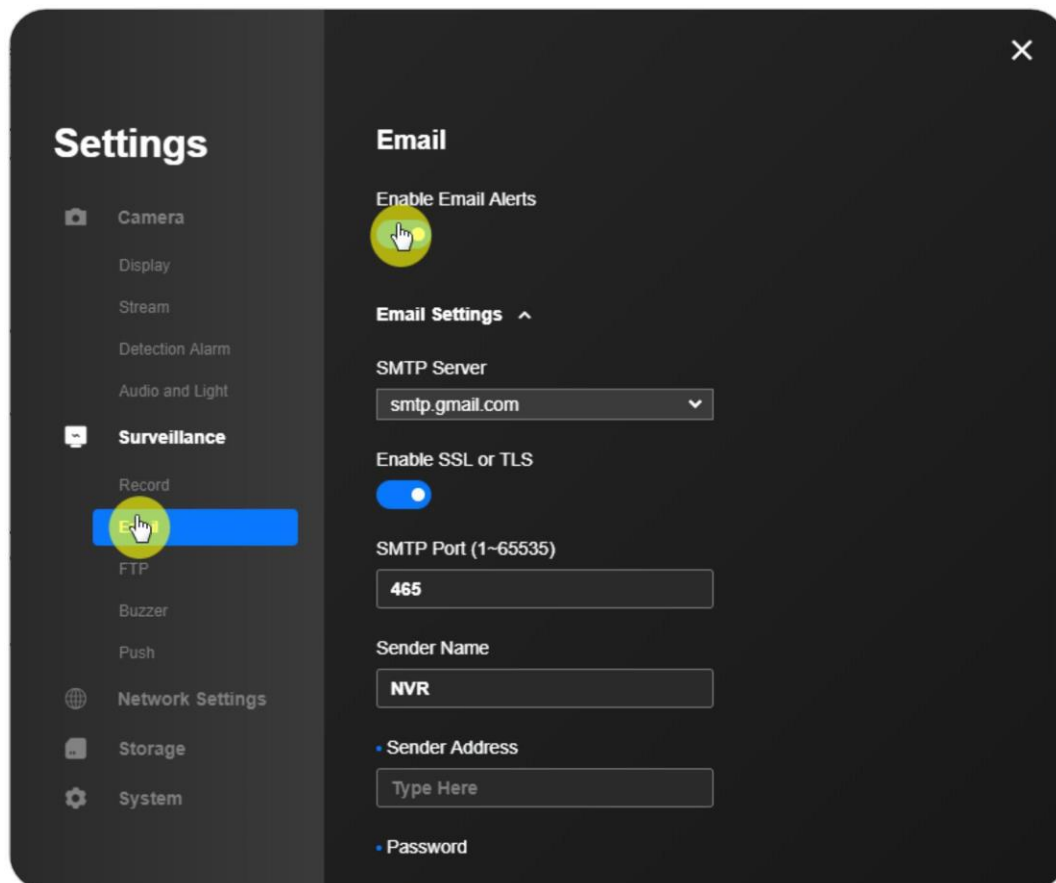 Settings
Camera
Display
Stream
Detection Alarm
Audio and Light
Surveillance
Record
FTP
Buzzer
Push
Network Settings
Storage
System
Email
Enable Email Alerts
Email Settings
SMTP Server
smtp.gmail.com
Enable SSL or TLS
SMTP Port (1~65535)
465
Sender Name
NVR
Sender Address
Type Here
Password